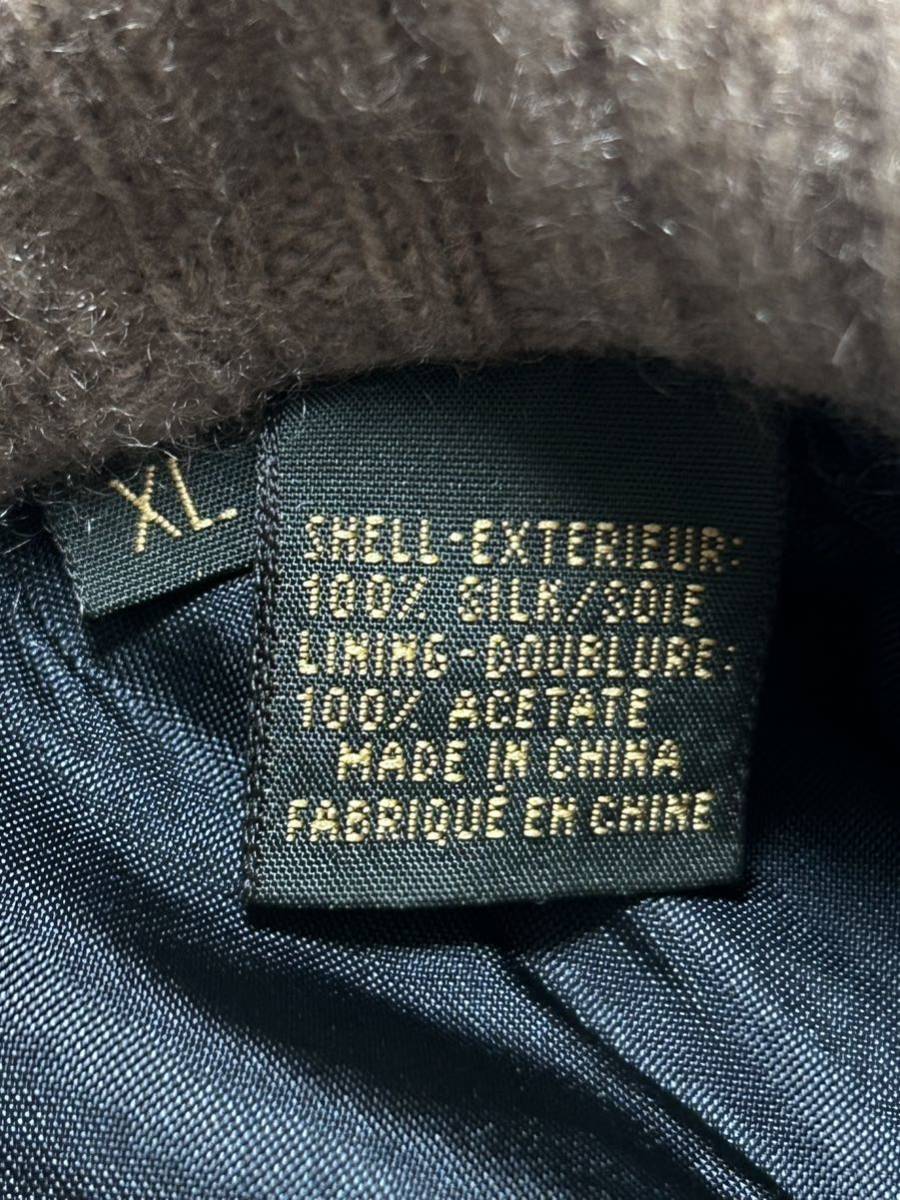 XL
SHELL-EXTERIEUR:
100% SILK/SOIE
LINING-DOUBLURE:
100% ACETATE
MADE IN CHINA
FABRIQUÉ EN CHINE